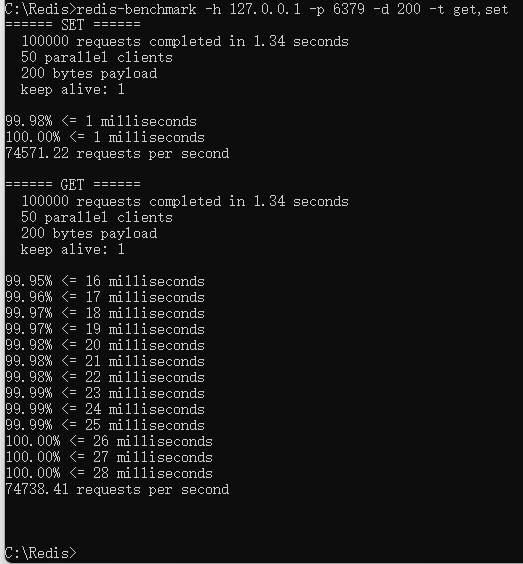 C:\Redis>redis-benchmark -h 127.0.0.1 -p 6379 -d 200 -t get,set
====== SET ======
  100000 requests completed in 1.34 seconds
  50 parallel clients
  200 bytes payload
  keep alive: 1

99.98% <= 1 milliseconds
100.00% <= 1 milliseconds
74571.22 requests per second

====== GET ======
  100000 requests completed in 1.34 seconds
  50 parallel clients
  200 bytes payload
  keep alive: 1

99.95% <= 16 milliseconds
99.96% <= 17 milliseconds
99.97% <= 18 milliseconds
99.97% <= 19 milliseconds
99.98% <= 20 milliseconds
99.98% <= 21 milliseconds
99.98% <= 22 milliseconds
99.99% <= 23 milliseconds
99.99% <= 24 milliseconds
99.99% <= 25 milliseconds
100.00% <= 26 milliseconds
100.00% <= 27 milliseconds
100.00% <= 28 milliseconds
74738.41 requests per second

C:\Redis>